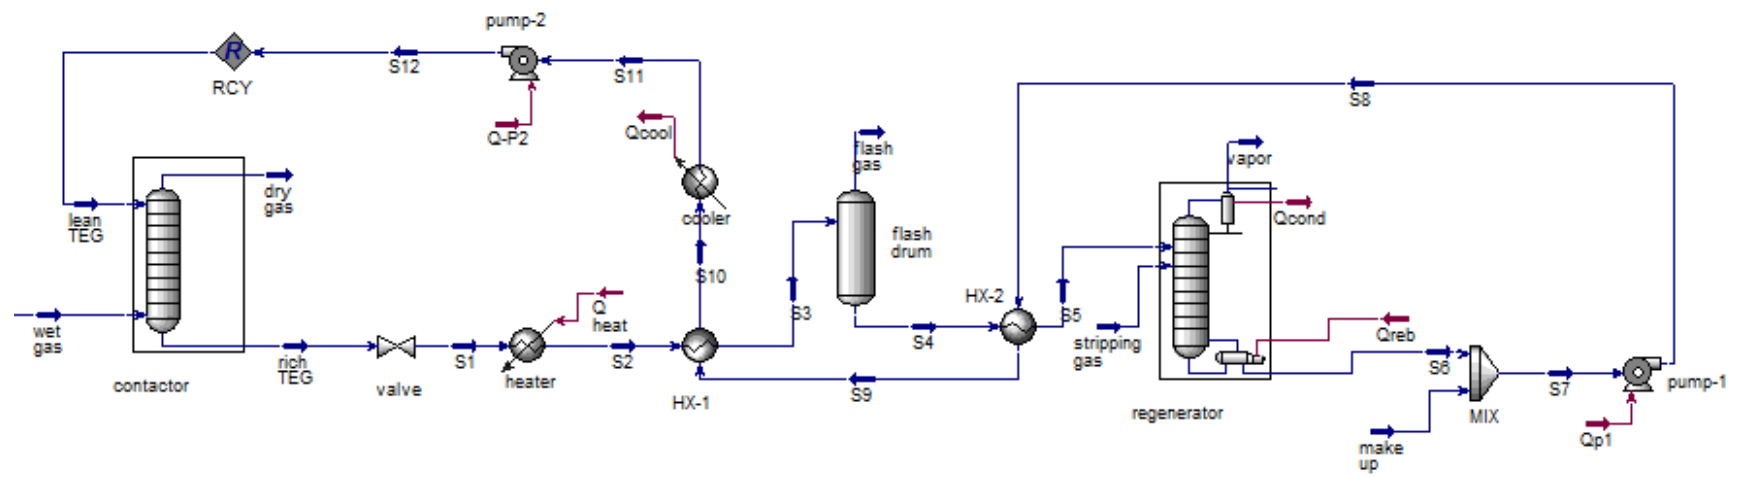 pump-2
S12
S11
RCY
S8
Q-P2
Qcool
flash
gas
vapor
dry
gas
lean
TEG
cooler
Qcond
flash
drum
S10
HX-2
Q
heat
S3
S5
wet
gas
S4
stripping
gas
Qreb
rich
TEG
S1
S2
S6
S7
contactor
valve
heater
HX-1
S9
pump-1
regenerator
MIX
make
up
Qp1